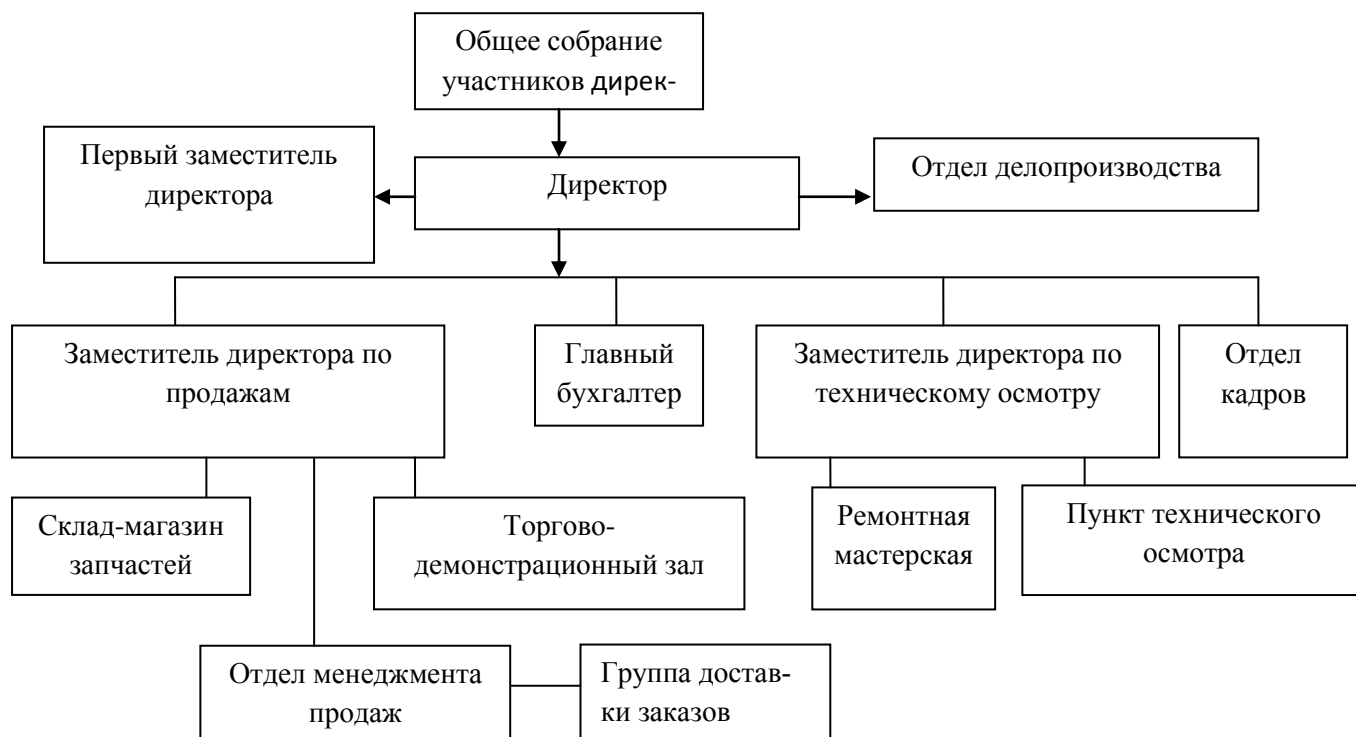 Общее собрание
участников дирек-
Первый заместитель
директора
Директор
Отдел делопроизводства
Заместитель директора по
продажам
Главный
бухгалтер
Заместитель директора по
техническому осмотру
Отдел
кадров
Склад-магазин
запчастей
Торгово-
демонстрационный зал
Ремонтная
мастерская
Пункт технического
осмотра
Отдел менеджмента
продаж
Группа достав-
ки заказов